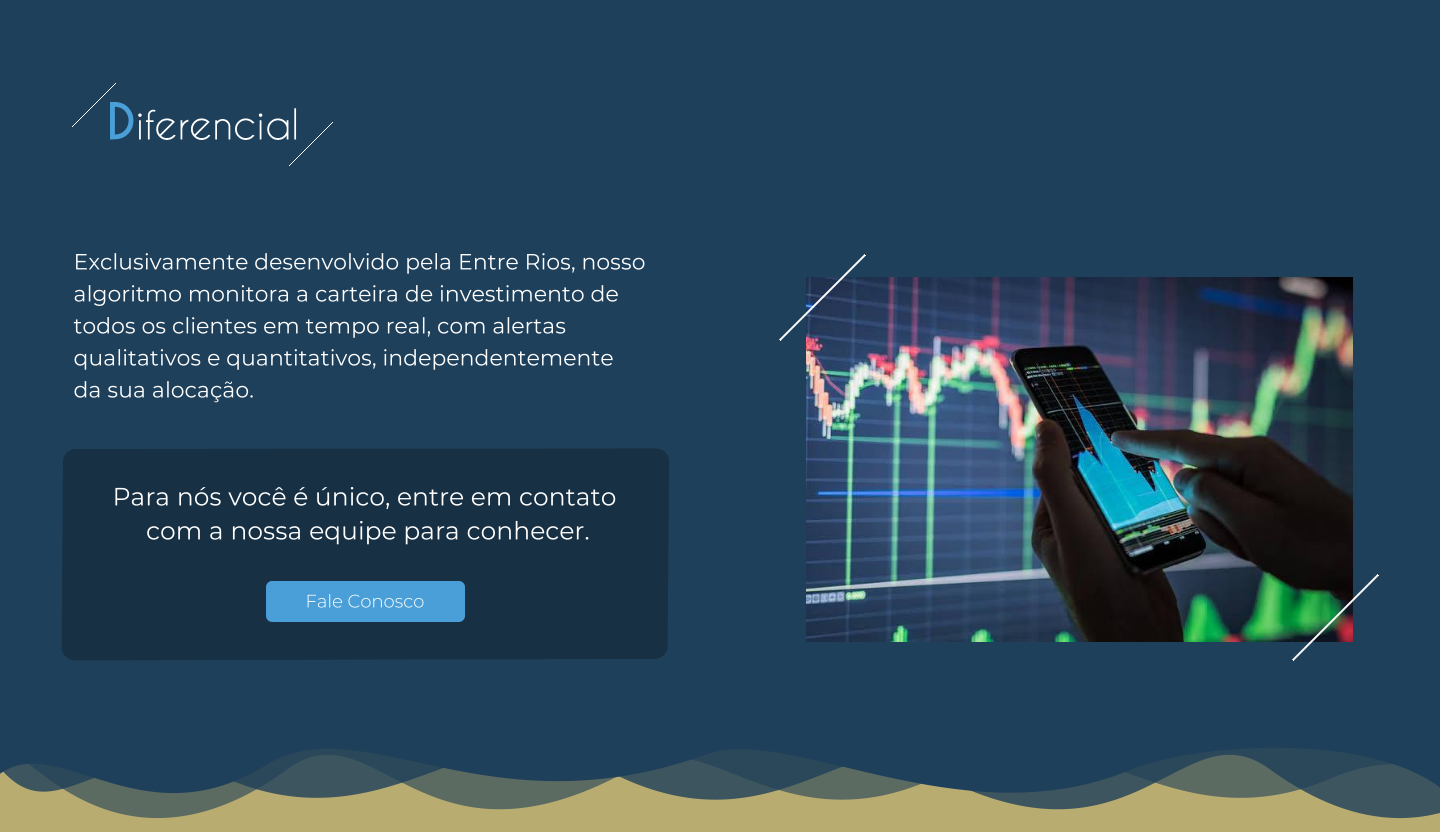 Diferencial
Exclusivamente desenvolvido pela Entre Rios, nosso
algoritmo monitora a carteira de investimento de
todos os clientes em tempo real, com alertas
qualitativos e quantitativos, independentemente
da sua alocação.
Para nós você é único, entre em contato
com a nossa equipe para conhecer.
Fale Conosco